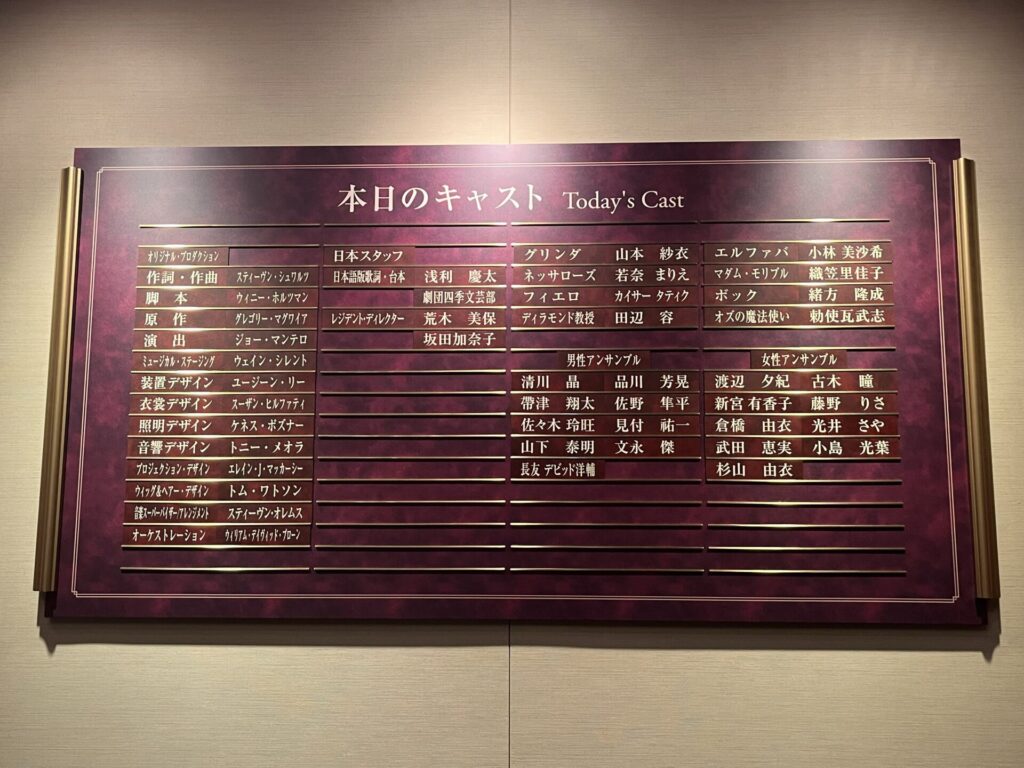 本日のキャスト Today's Cast
オリジナル・プロダクション
作詞・作曲 スティーヴン・シュワルツ
脚本 ウィニー・ホルツマン
原作 グレゴリー・マグワイア
演出 ジョー・マンテロ
ミュージカル・ステージング ウェイン・シレント
装置デザイン ユージーン・リー
衣裳デザイン スーザン・ヒルファティ
照明デザイン ケネス・ポズナー
音響デザイン トニー・メオラ
プロジェクション・デザイン エレイン・J・マッカーシー
ウィッグ&ヘアー・デザイン トム・ワトソン
音楽スーパーバイザー/アレンジメント スティーヴン・オレムス
オーケストレーション ウィリアム・デイヴィッド・ブローン
日本スタッフ
日本語版歌詞・台本 浅利 慶太
劇団四季文芸部
レジデント・ディレクター 荒木 美保
坂田加奈子
グリンダ 山本 紗衣
ネッサローズ 若奈 まりえ
フィエロ カイサー タティク
ディラモンド教授 田辺 容
男性アンサンブル
清川 晶 品川 芳晃
帶津 翔太 佐野 隼平
佐々木 玲旺 見付 祐一
山下 泰明 文永 傑
長友 デビッド洋輔
エルファバ 小林 美沙希
マダム・モリブル 織笠里佳子
ボック 緒方 隆成
オズの魔法使い 勅使瓦武志
女性アンサンブル
渡辺 夕紀 古木 瞳
新宮 有香子 藤野 りさ
倉橋 由衣 光井 さや
武田 恵実 小島 光葉
杉山 由衣